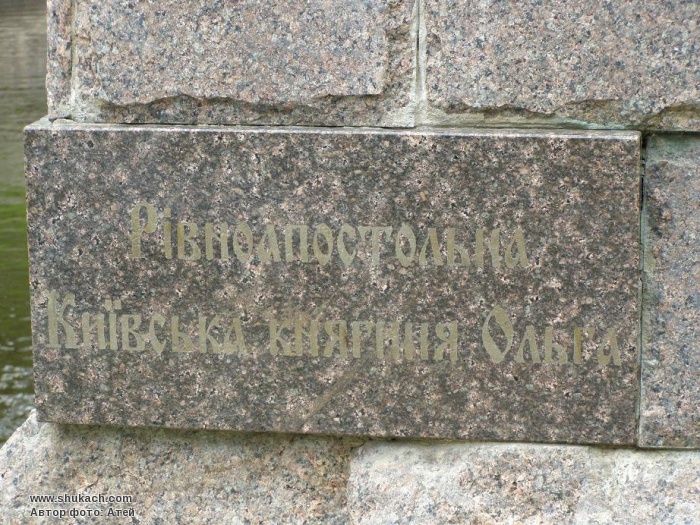 Рівноапостольна
Київська княгиня Ольга
www.shukach.com
Автор фото: Атей